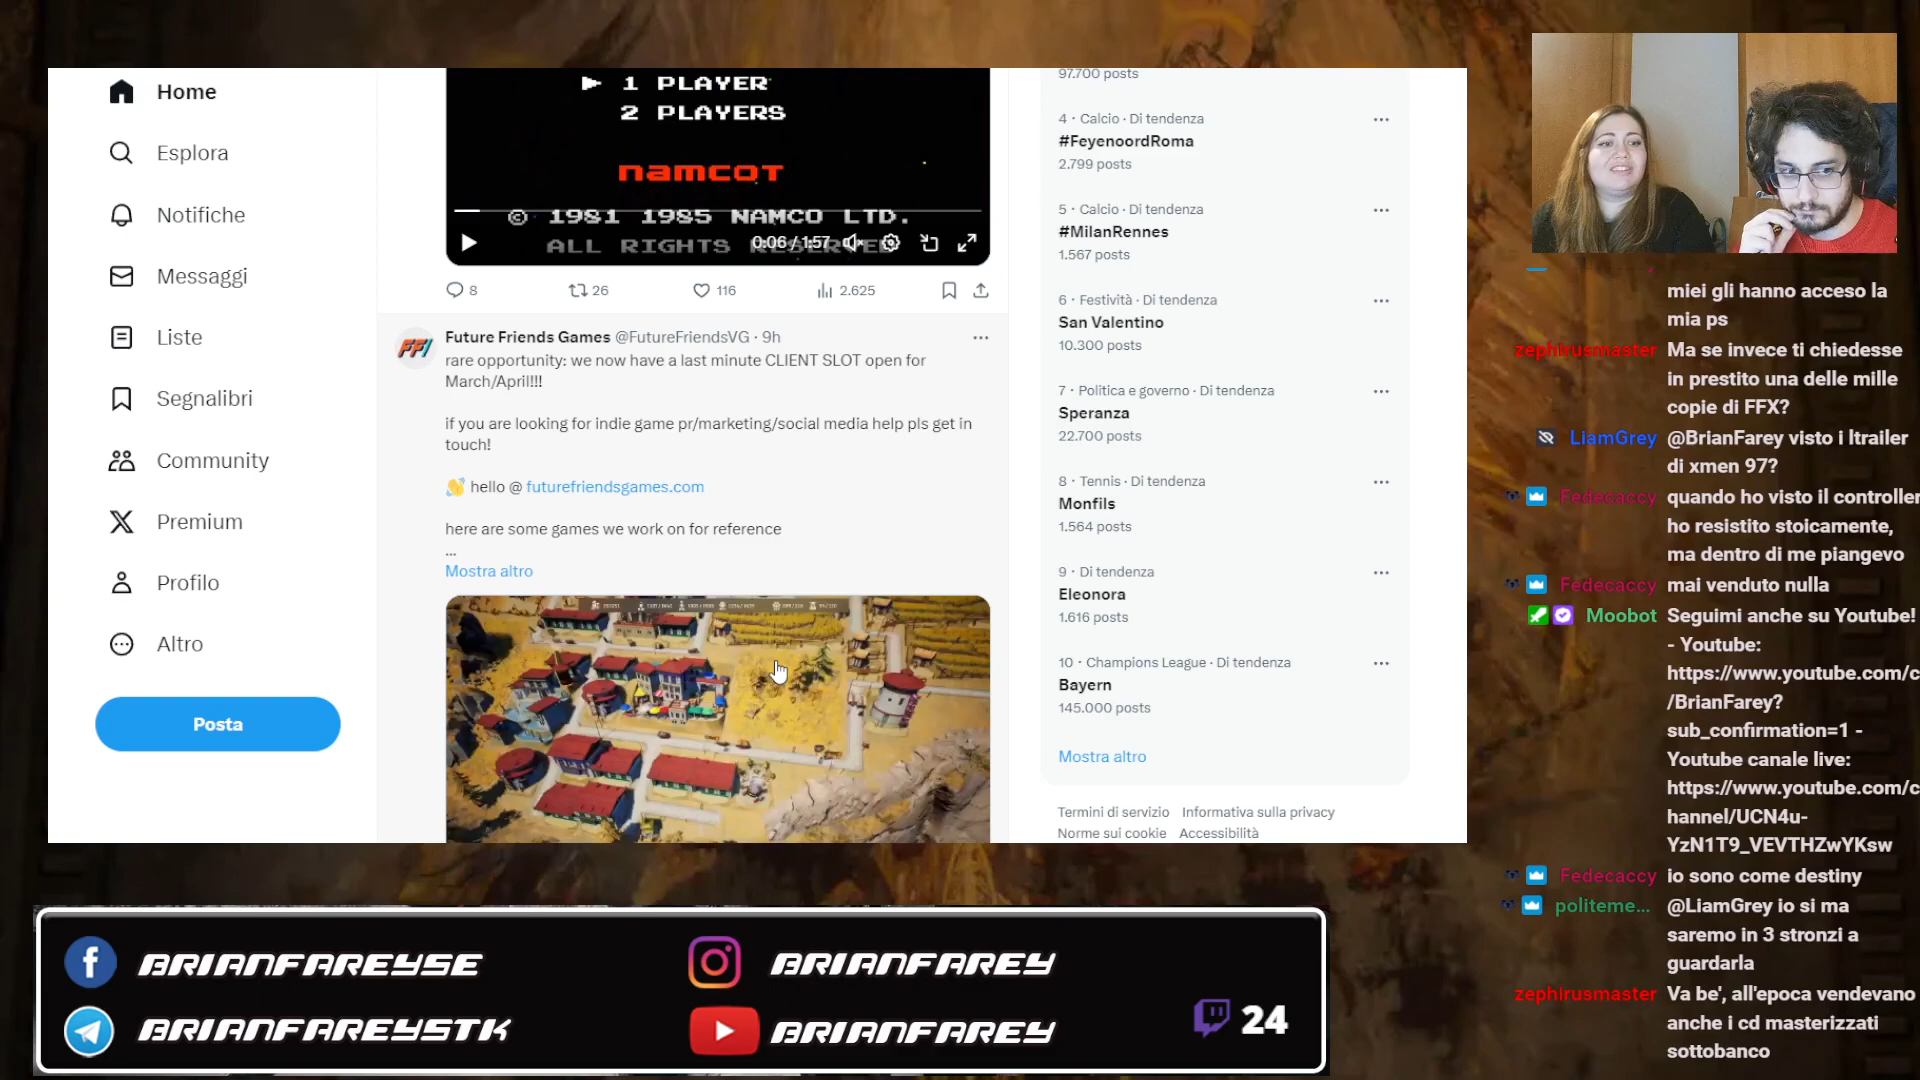 Home
Esplora
Notifiche
Messaggi
Liste
Segnalibri
Community
Premium
Profilo
Altro
Posta
1 PLAYER
2 PLAYERS
namcot
© 1981 1985 NAMCO LTD.
ALL RIGHTS RESERVED
0:06 / 1:57
8
26
116
2.625
FF!
Future Friends Games @FutureFriendsVG · 9h
rare opportunity: we now have a last minute CLIENT SLOT open for
March/April!!!
if you are looking for indie game pr/marketing/social media help pls get in
touch!
hello @ futurefriendsgames.com
here are some games we work on for reference
...
Mostra altro
97.700 posts
4 · Calcio · Di tendenza
#FeyenoordRoma
2.799 posts
5 · Calcio · Di tendenza
#MilanRennes
1.567 posts
6 · Festività · Di tendenza
San Valentino
10.300 posts
7 · Politica e governo · Di tendenza
Speranza
22.700 posts
8 · Tennis · Di tendenza
Monfils
1.564 posts
9 · Di tendenza
Eleonora
1.616 posts
10 · Champions League · Di tendenza
Bayern
145.000 posts
Mostra altro
Termini di servizio Informativa sulla privacy
Norme sui cookie Accessibilità
miei gli hanno acceso la
mia ps
zephirusmaster Ma se invece ti chiedesse
in prestito una delle mille
copie di FFX?
LiamGrey @BrianFarey visto i ltrailer
di xmen 97?
Fedecaccy quando ho visto il controller
ho resistito stoicamente,
ma dentro di me piangevo
Fedecaccy mai venduto nulla
Moobot Seguimi anche su Youtube!
- Youtube:
https://www.youtube.com/c
/BrianFarey?
sub_confirmation=1 -
Youtube canale live:
https://www.youtube.com/c
hannel/UCN4u-
YzN1T9_VEVTHZwYKsw
Fedecaccy io sono come destiny
politeme... @LiamGrey io si ma
saremo in 3 stronzi a
guardarla
zephirusmaster Va be', all'epoca vendevano
anche i cd masterizzati
sottobanco
BRIANFAREYSE
BRIANFAREY
BRIANFAREYSTK
BRIANFAREY
24